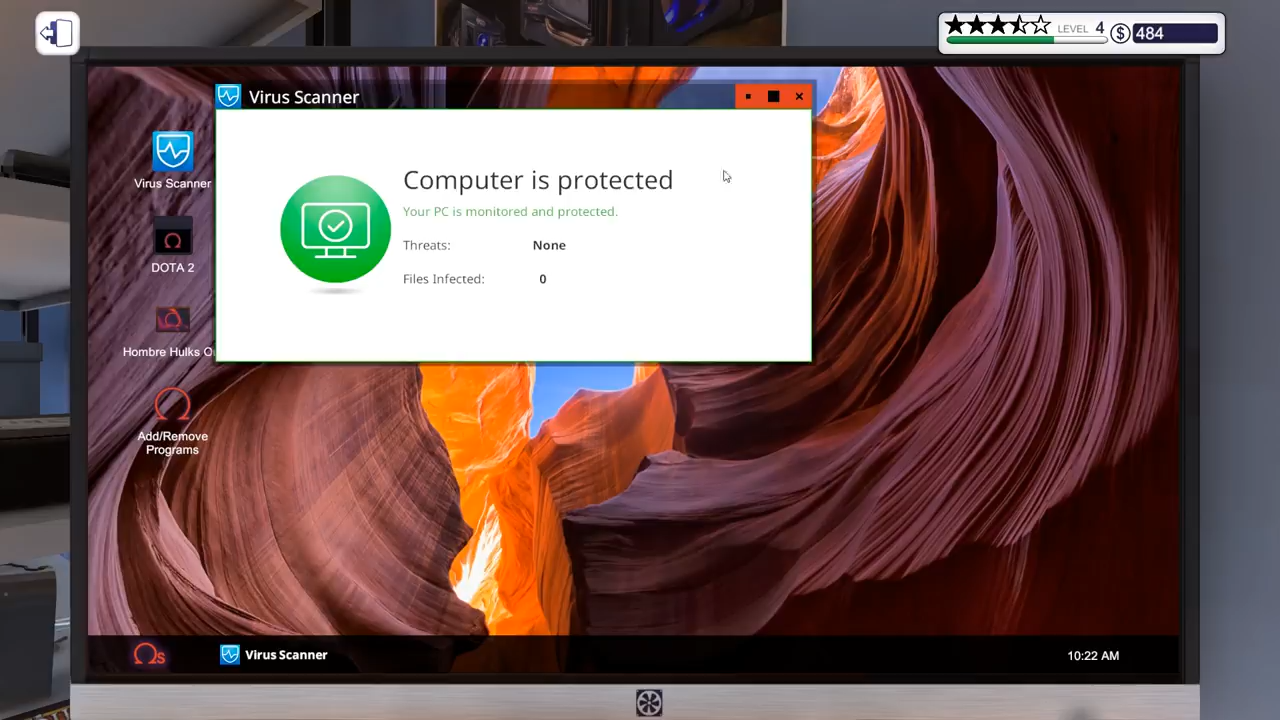 LEVEL 4
$ 484
Virus Scanner
Virus Scanner
Computer is protected
Your PC is monitored and protected.
Threats: None
Files Infected: 0
DOTA 2
Hombre Hulks O
Add/Remove
Programs
Ωs
Virus Scanner
10:22 AM